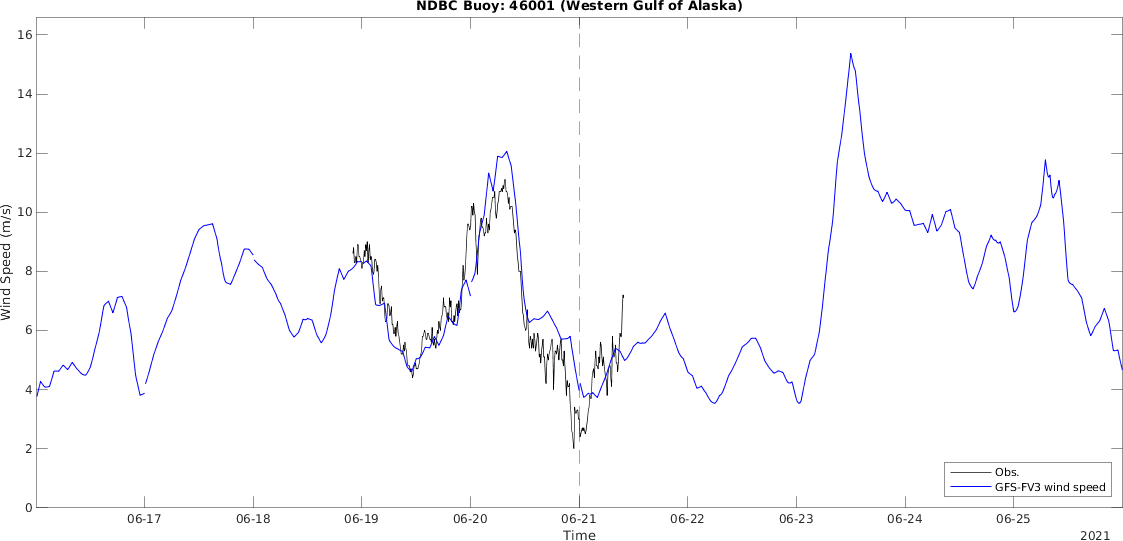 NDBC Buoy: 46001 (Western Gulf of Alaska)
Wind Speed (m/s)
16
14
12
10
8
6
4
2
0
Obs.
GFS-FV3 wind speed
06-17 06-18 06-19 06-20 06-21 06-22 06-23 06-24 06-25
Time
2021